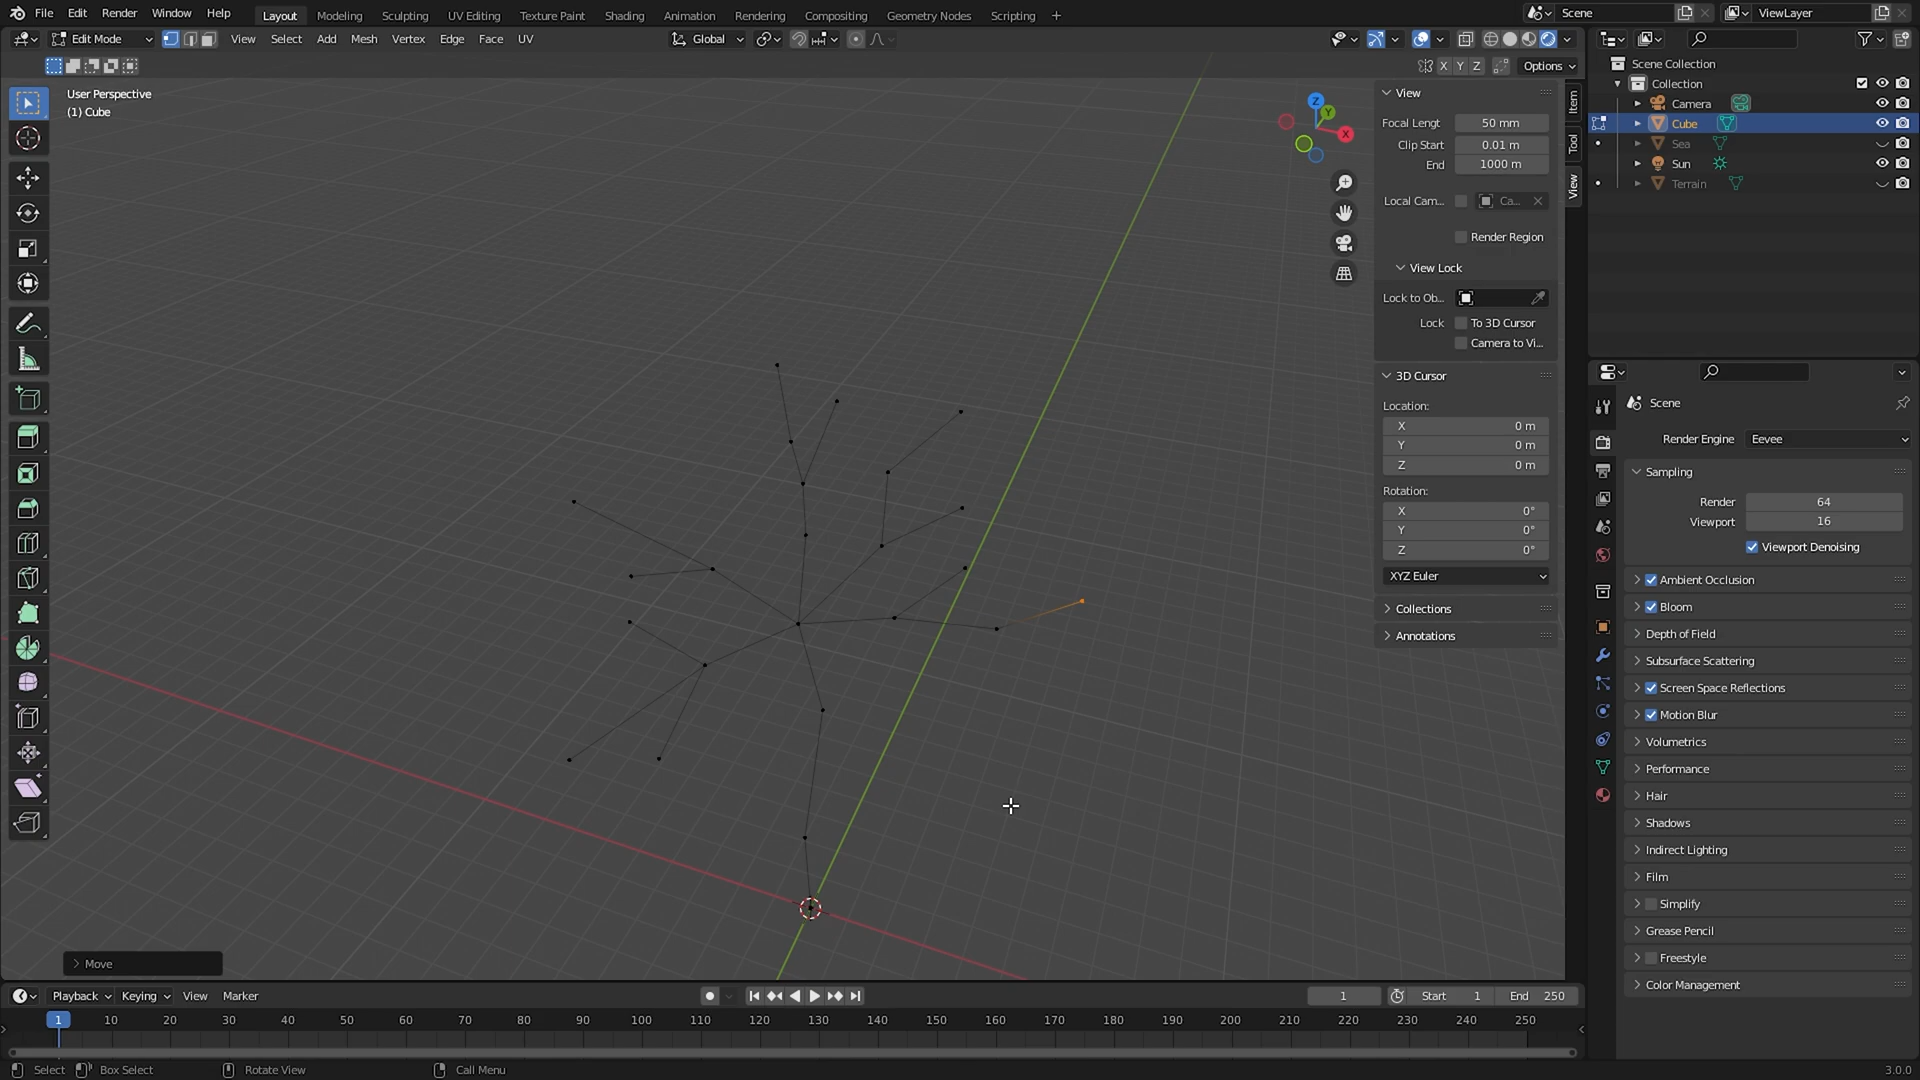 File Edit Render Window Help Layout Modeling Sculpting UV Editing Texture Paint Shading Animation Rendering Compositing Geometry Nodes Scripting + Scene ViewLayer
Edit Mode View Select Add Mesh Vertex Edge Face UV Global
X Y Z Options
User Perspective
(1) Cube
Z
Y
X
View
Focal Lengt 50 mm
Clip Start 0.01 m
End 1000 m
Local Cam... Ca...
Render Region
View Lock
Lock to Ob...
Lock To 3D Cursor
Camera to Vi...
3D Cursor
Location:
X 0 m
Y 0 m
Z 0 m
Rotation:
X 0°
Y 0°
Z 0°
XYZ Euler
Collections
Annotations
Item
Tool
View
Scene Collection
Collection
Camera
Cube
Sea
Sun
Terrain
Scene
Render Engine Eevee
Sampling
Render 64
Viewport 16
Viewport Denoising
Ambient Occlusion
Bloom
Depth of Field
Subsurface Scattering
Screen Space Reflections
Motion Blur
Volumetrics
Performance
Hair
Shadows
Indirect Lighting
Film
Simplify
Grease Pencil
Freestyle
Color Management
Move
Playback Keying View Marker 1 Start 1 End 250
1 10 20 30 40 50 60 70 80 90 100 110 120 130 140 150 160 170 180 190 200 210 220 230 240 250
Select Box Select Rotate View Call Menu 3.0.0